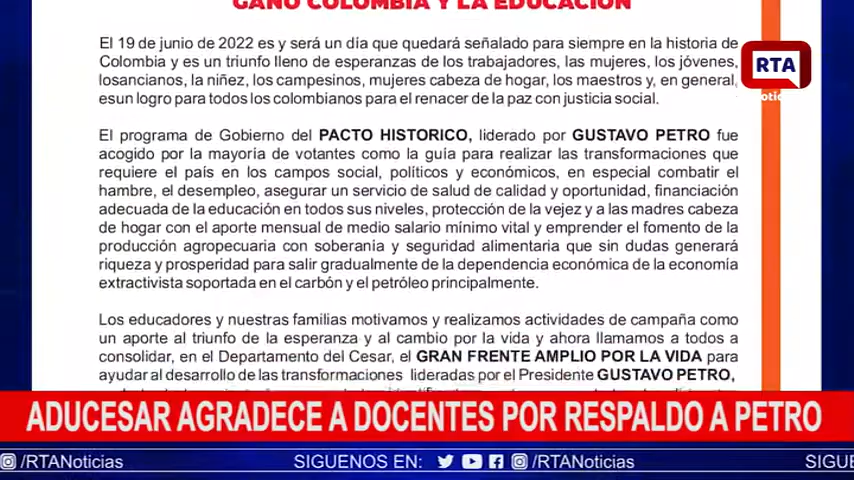 GANÓ COLOMBIA Y LA EDUCACIÓN
El 19 de junio de 2022 es y será un día que quedará señalado para siempre en la historia de
Colombia y es un triunfo lleno de esperanzas de los trabajadores, las mujeres, los jóvenes,
losancianos, la niñez, los campesinos, mujeres cabeza de hogar, los maestros y, en general,
esun logro para todos los colombianos para el renacer de la paz con justicia social.
RTA
Notici
El programa de Gobierno del PACTO HISTORICO, liderado por GUSTAVO PETRO fue
acogido por la mayoría de votantes como la guía para realizar las transformaciones que
requiere el país en los campos social, políticos y económicos, en especial combatir el
hambre, el desempleo, asegurar un servicio de salud de calidad y oportunidad, financiación
adecuada de la educación en todos sus niveles, protección de la vejez y a las madres cabeza
de hogar con el aporte mensual de medio salario mínimo vital y emprender el fomento de la
producción agropecuaria con soberanía y seguridad alimentaria que sin dudas generará
riqueza y prosperidad para salir gradualmente de la dependencia económica de la economía
extractivista soportada en el carbón y el petróleo principalmente.
Los educadores y nuestras familias motivamos y realizamos actividades de campaña como
un aporte al triunfo de la esperanza y al cambio por la vida y ahora llamamos a todos a
consolidar, en el Departamento del Cesar, el GRAN FRENTE AMPLIO POR LA VIDA para
ayudar al desarrollo de las transformaciones lideradas por el Presidente GUSTAVO PETRO,
ADUCESAR AGRADECE A DOCENTES POR RESPALDO A PETRO
/RTANoticias SIGUENOS EN: /RTANoticias SIGUE